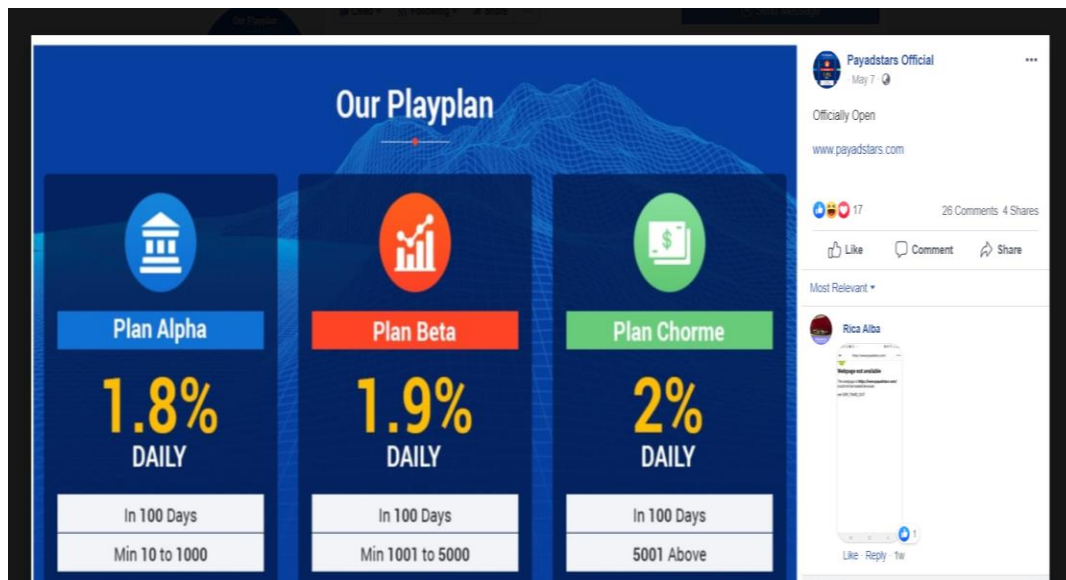 Our Playplan
Plan Alpha
1.8%
DAILY
In 100 Days
Min 10 to 1000
Plan Beta
1.9%
DAILY
In 100 Days
Min 1001 to 5000
Plan Chorme
2%
DAILY
In 100 Days
5001 Above
Payadstars Official
May 7 ·
Officially Open
www.payadstars.com
17
26 Comments 4 Shares
Like Comment Share
Most Relevant
Rica Alba
Webpage not available
1
Like · Reply · 1w